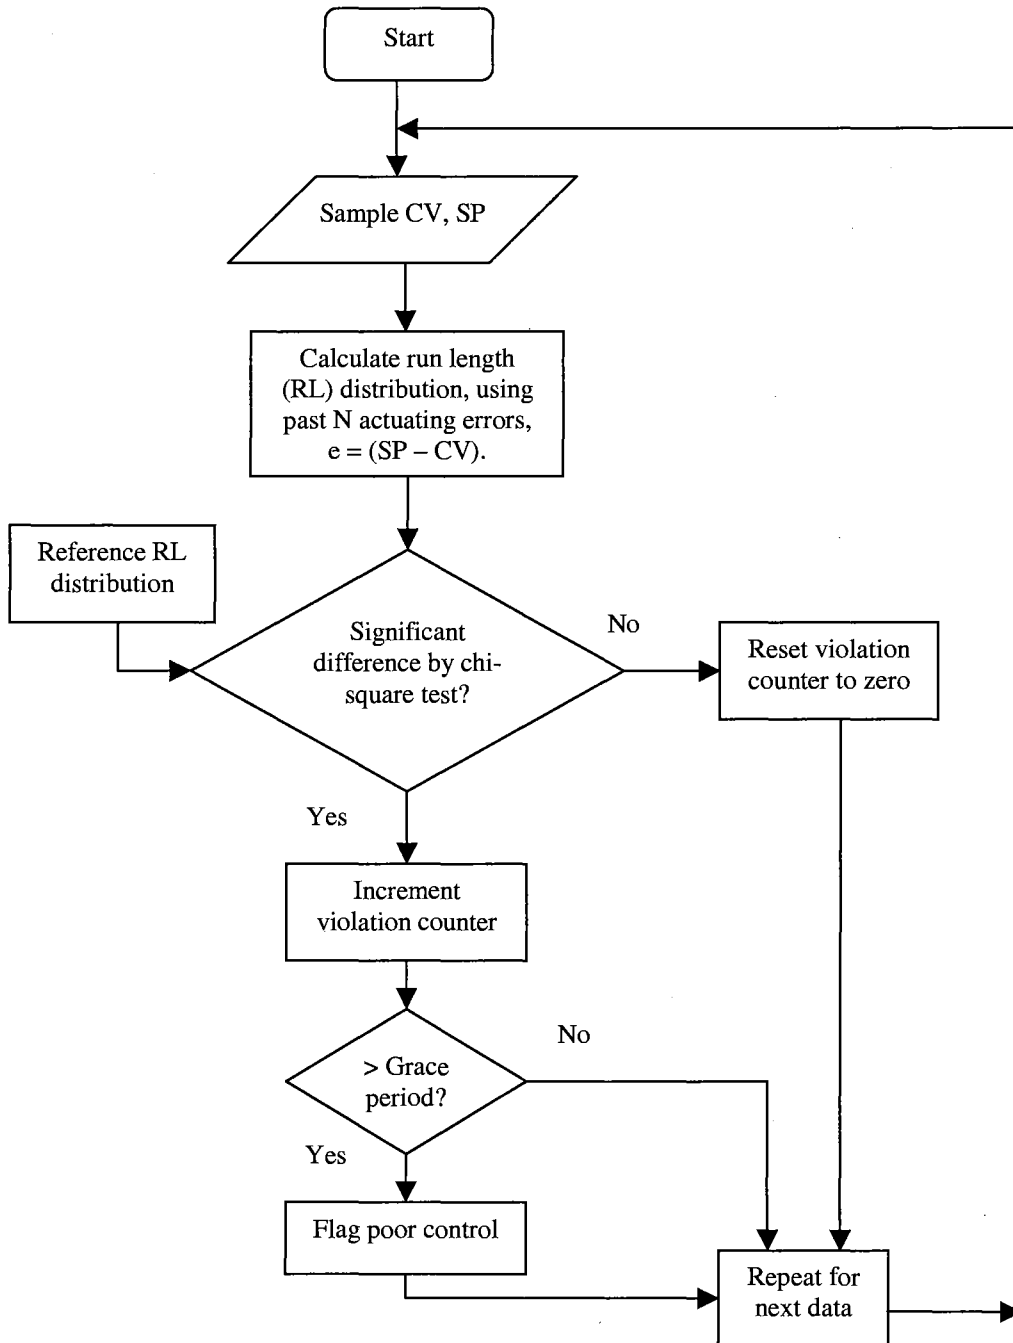 Start
Sample CV, SP
Calculate run length
(RL) distribution, using
past N actuating errors,
e = (SP – CV).
Reference RL
distribution
Significant
difference by chi-
square test?
No
Reset violation
counter to zero
Yes
Increment
violation counter
> Grace
period?
No
Yes
Flag poor control
Repeat for
next data